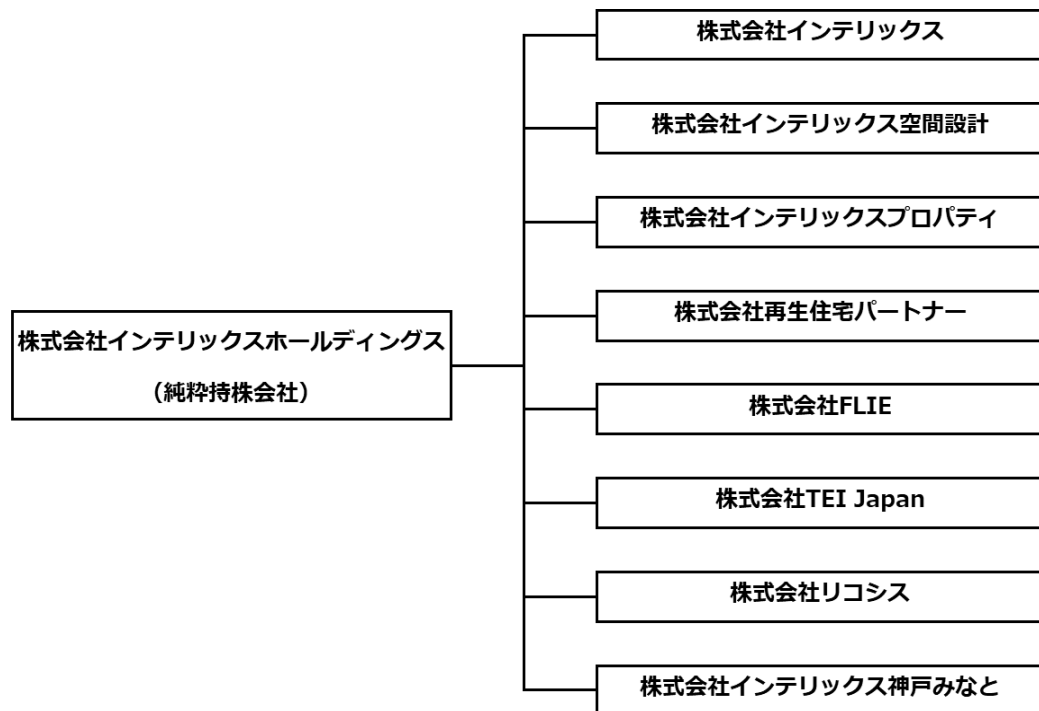 株式会社インテリックス
株式会社インテリックス空間設計
株式会社インテリックスプロパティ
株式会社再生住宅パートナー
株式会社インテリックスホールディングス
（純粋持株会社）
株式会社FLIE
株式会社TEI Japan
株式会社リコシス
株式会社インテリックス神戸みなと